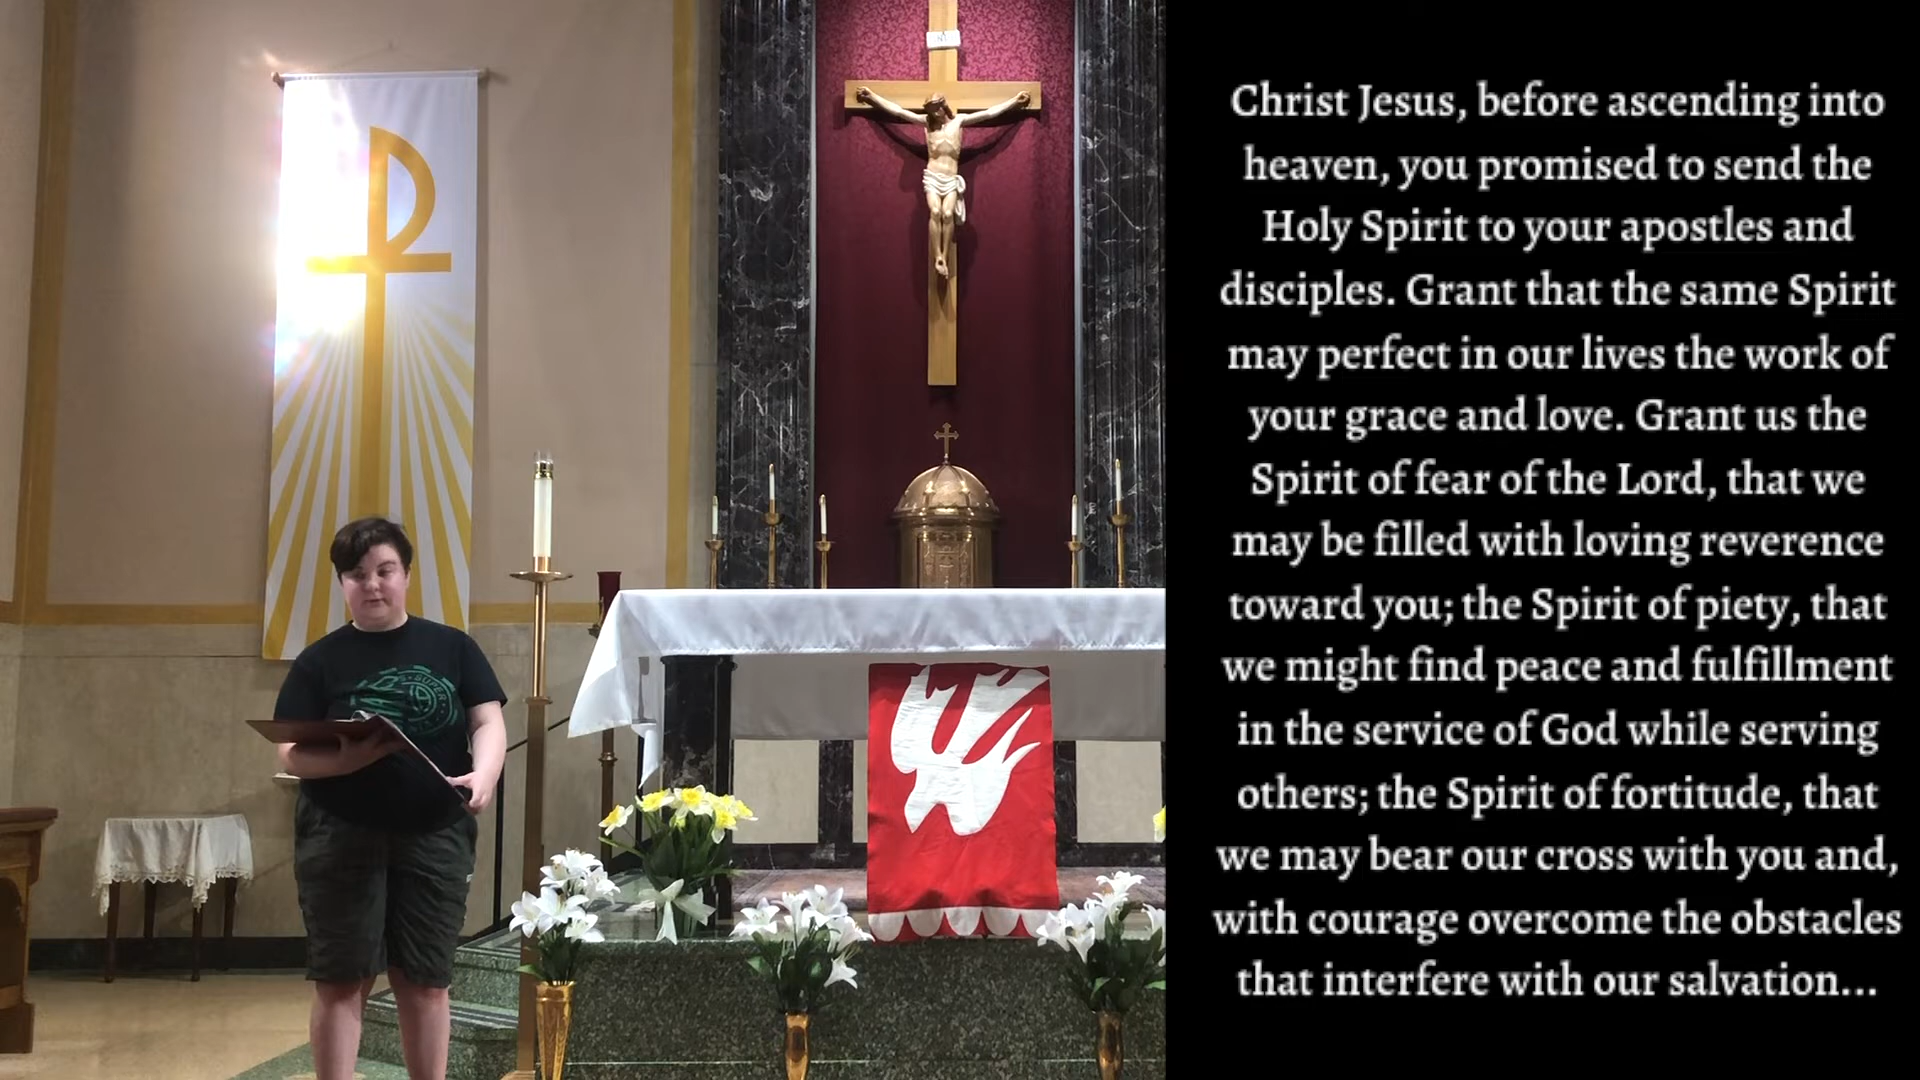 Christ Jesus, before ascending into
heaven, you promised to send the
Holy Spirit to your apostles and
disciples. Grant that the same Spirit
may perfect in our lives the work of
your grace and love. Grant us the
Spirit of fear of the Lord, that we
may be filled with loving reverence
toward you; the Spirit of piety, that
we might find peace and fulfillment
in the service of God while serving
others; the Spirit of fortitude, that
we may bear our cross with you and,
with courage overcome the obstacles
that interfere with our salvation...
SUPER